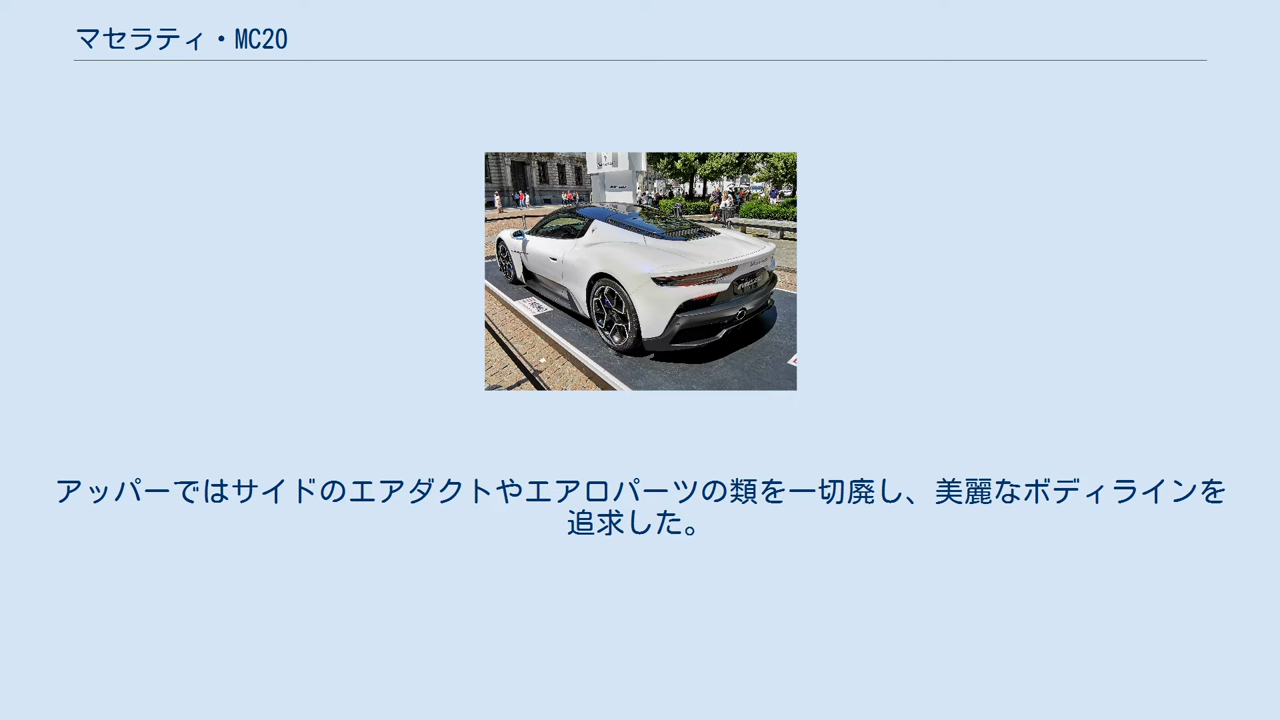 マセラティ・MC20
アッパーではサイドのエアダクトやエアロパーツの類を一切廃し、美麗なボディラインを
追求した。